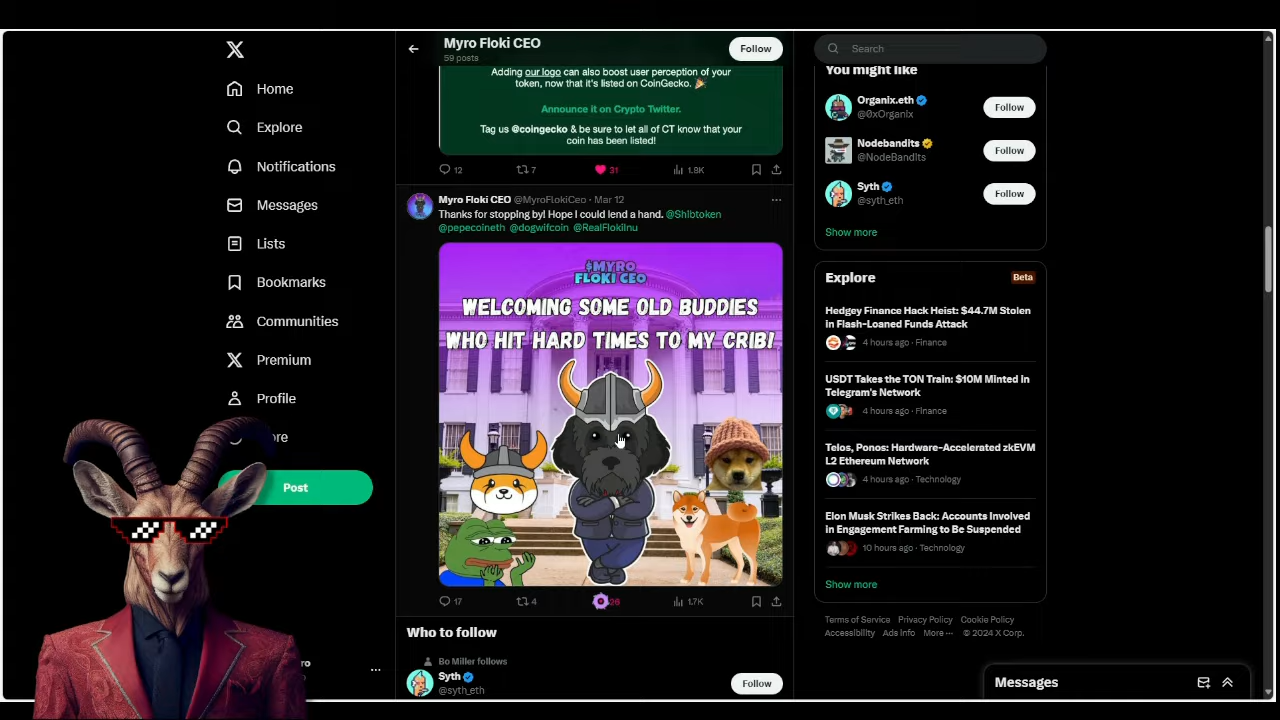 Home
Explore
Notifications
Messages
Lists
Bookmarks
Communities
Premium
Profile
Post
Myro Floki CEO
59 posts
Follow
Adding our logo can also boost user perception of your
token, now that it's listed on CoinGecko. 🎉
Announce it on Crypto Twitter.
Tag us @coingecko & be sure to let all of CT know that your
coin has been listed!
12
7
31
1.8K
Myro Floki CEO @MyroFlokiCeo · Mar 12
Thanks for stopping by! Hope I could lend a hand. @Shibtoken
@pepecoineth @dogwifcoin @RealFlokiInu
$MYRO
FLOKI CEO
WELCOMING SOME OLD BUDDIES
WHO HIT HARD TIMES TO MY CRIB!
17
4
26
1.7K
Who to follow
Bo Miller follows
Syth
@syth_eth
Follow
Search
You might like
Organix.eth
@0xOrganix
Follow
Nodebandits
@NodeBandits
Follow
Syth
@syth_eth
Follow
Show more
Explore
Beta
Hedgey Finance Hack Heist: $44.7M Stolen
in Flash-Loaned Funds Attack
4 hours ago · Finance
USDT Takes the TON Train: $10M Minted in
Telegram's Network
4 hours ago · Finance
Telos, Ponos: Hardware-Accelerated zkEVM
L2 Ethereum Network
4 hours ago · Technology
Elon Musk Strikes Back: Accounts Involved
in Engagement Farming to Be Suspended
10 hours ago · Technology
Show more
Terms of Service Privacy Policy Cookie Policy
Accessibility Ads info More ··· © 2024 X Corp.
Messages